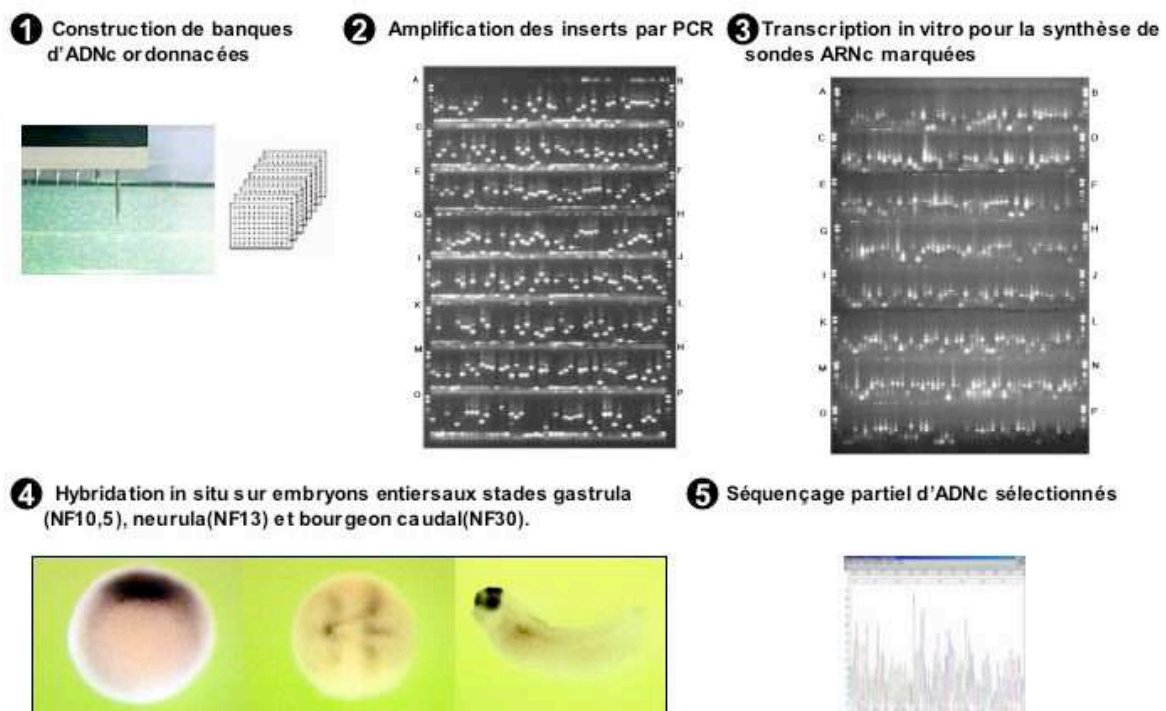 1 Construction de banques
d'ADNc ordonnacées
2 Amplification des inserts par PCR
3 Transcription in vitro pour la synthèse de
sondes ARNc marquées
A
B
C
D
E
F
G
H
I
J
K
L
M
N
O
P
A
B
C
D
E
F
G
H
I
J
K
L
M
N
O
P
4 Hybridation in situ sur embryons entiersaux stades gastrula
(NF10,5), neurula(NF13) et bourgeon caudal(NF30).
5 Séquençage partiel d'ADNc sélectionnés